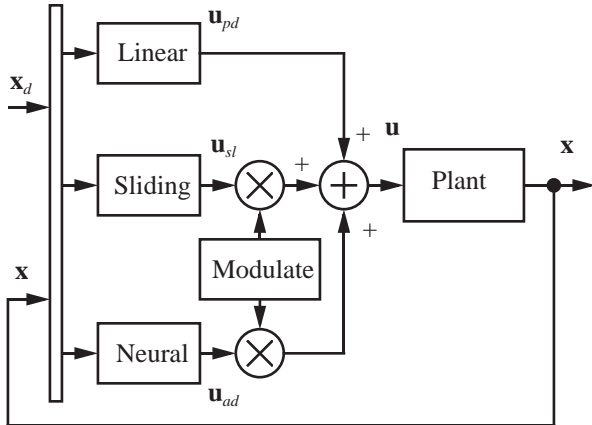 u_pd
Linear
x_d
+
u
x
u_sl
+
Sliding
Plant
+
Modulate
x
Neural
u_ad